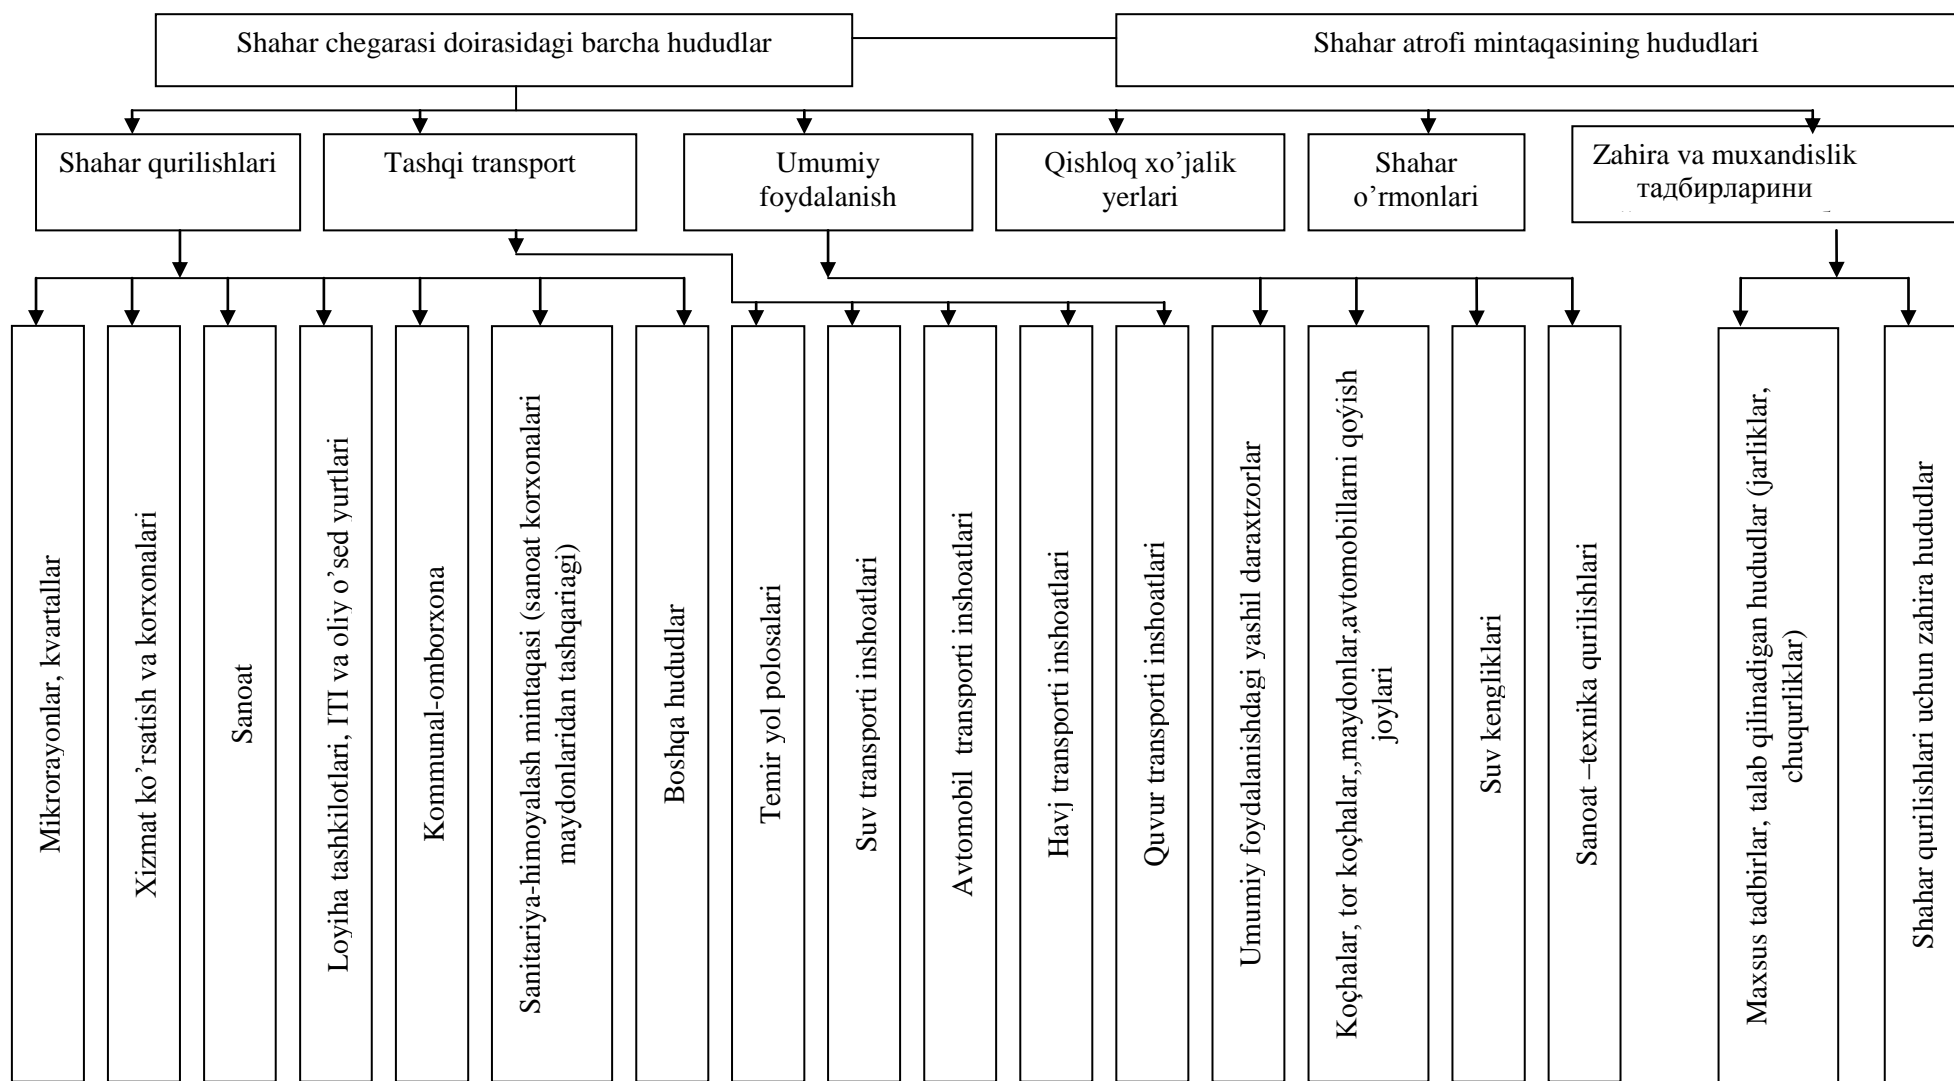 Shahar chegarasi doirasidagi barcha hududlar
Shahar atrofi mintaqasining hududlari
Shahar qurilishlari
Tashqi transport
Umumiy
foydalanish
Qishloq xo’jalik
yerlari
Shahar
o’rmonlari
Zahira va muxandislik
тадбирларини
Mikrorayonlar, kvartallar
Xizmat ko’rsatish va korxonalari
Sanoat
Loyiha tashkilotlari, ITI va oliy o’sed yurtlari
Kommunal-omborxona
Sanitariya-himoyalash mintaqasi (sanoat korxonalari
maydonlaridan tashqariagi)
Boshqa hududlar
Temir yol polosalari
Suv transporti inshoatlari
Avtomobil transporti inshoatlari
Havj transporti inshoatlari
Quvur transporti inshoatlari
Umumiy foydalanishdagi yashil daraxtzorlar
Koçhalar, tor koçhalar,,maydonlar,avtomobillarni qoýish
joylari
Suv kengliklari
Sanoat –texnika qurilishlari
Maxsus tadbirlar, talab qilinadigan hududlar (jarliklar,
chuqurliklar)
Shahar qurilishlari uchun zahira hududlar